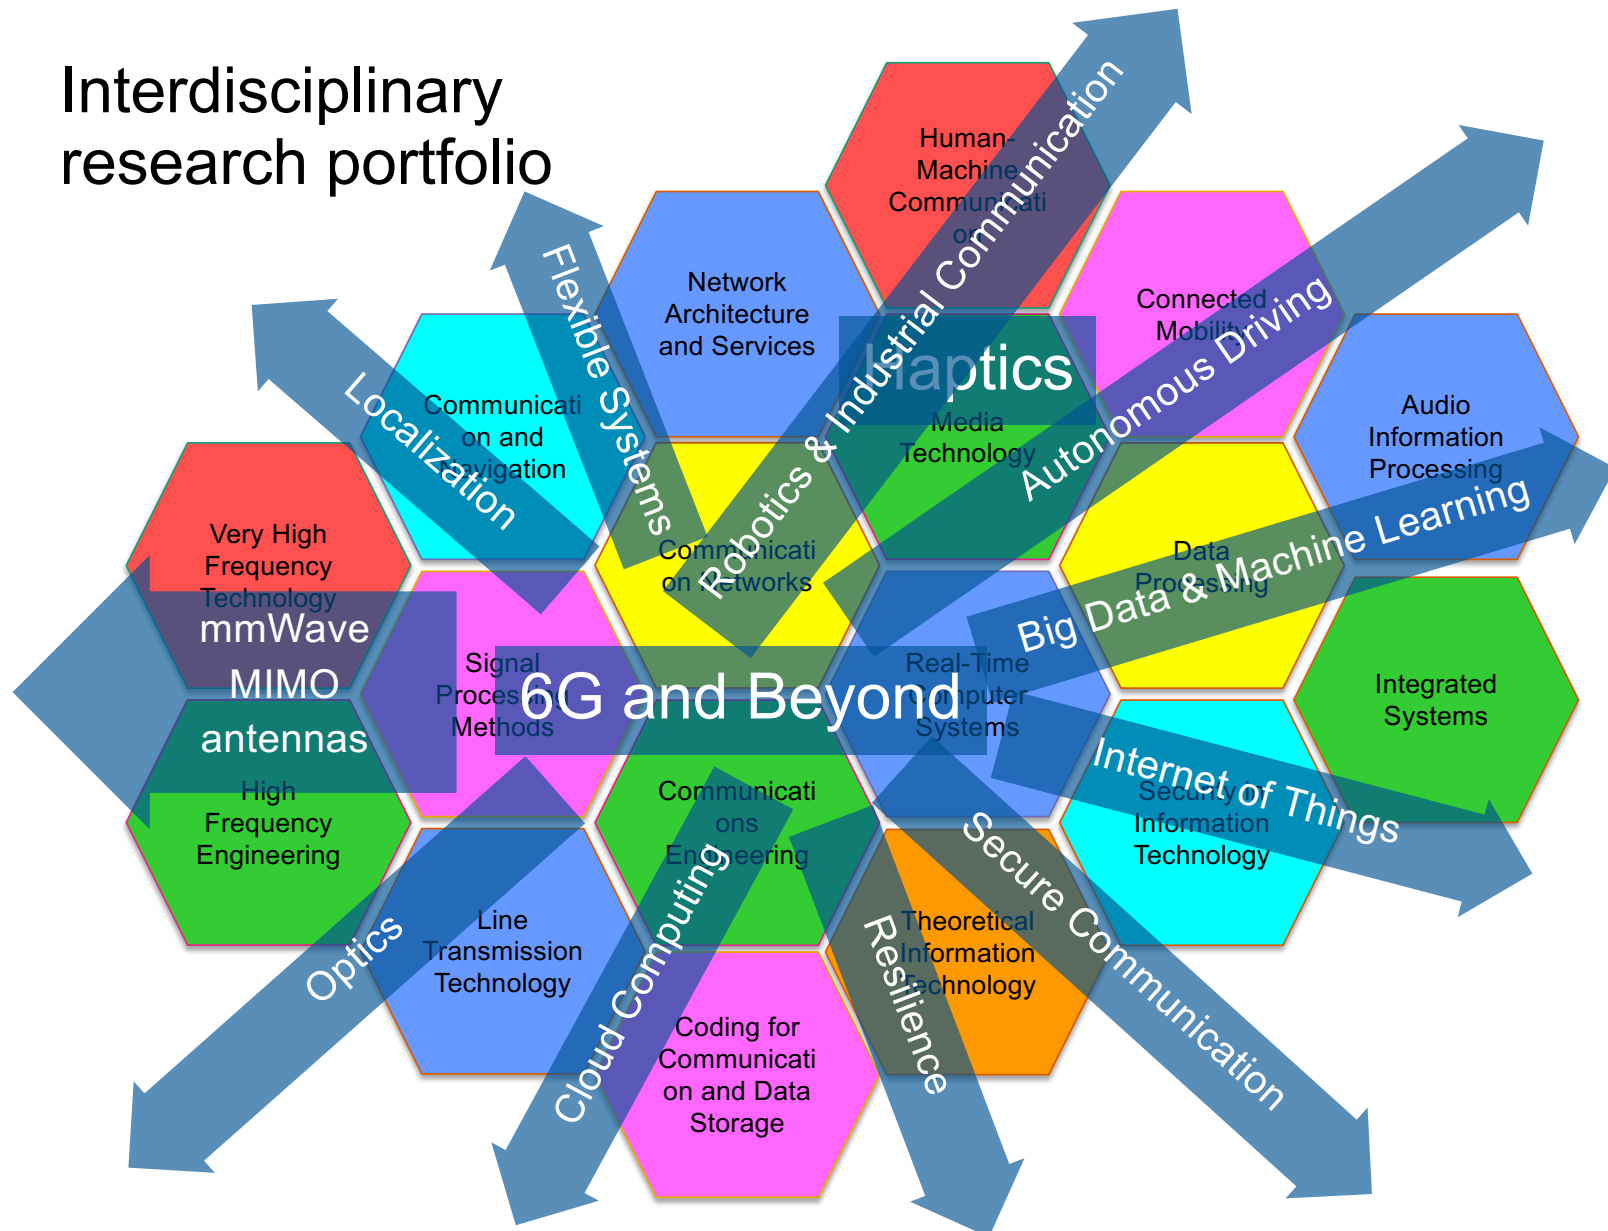 Interdisciplinary
research portfolio
Human-
Machine
Communicati
on
Robotics & Industrial Communication
Flexible Systems
Network
Architecture
and Services
Connected
Mobility
Autonomous Driving
Haptics
Media
Technology
Localization
Communicati
on and
Navigation
Audio
Information
Processing
Big Data & Machine Learning
Very High
Frequency
Technology
Communicati
on Networks
Data
Processing
mmWave
MIMO
antennas
Signal
Processing
Methods
6G and Beyond
Real-Time
Computer
Systems
Integrated
Systems
Internet of Things
High
Frequency
Engineering
Communicati
ons
Engineering
Security in
Information
Technology
Optics
Line
Transmission
Technology
Cloud Computing
Resilience
Theoretical
Information
Technology
Secure Communication
Coding for
Communicati
on and Data
Storage